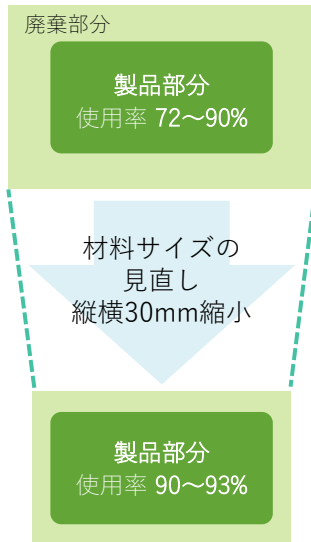 廃棄部分
製品部分
使用率 72〜90%
材料サイズの
見直し
縦横30mm縮小
製品部分
使用率 90〜93%